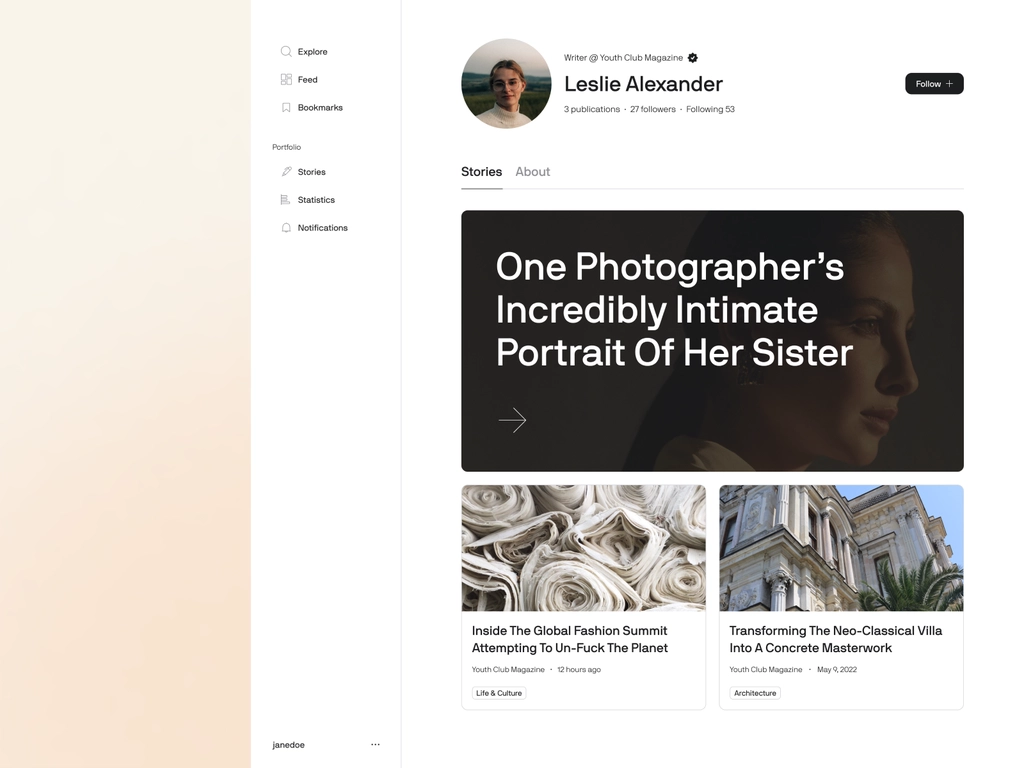 Explore
Feed
Bookmarks
Portfolio
Stories
Statistics
Notifications
janedoe
Writer @ Youth Club Magazine
Leslie Alexander
3 publications · 27 followers · Following 53
Follow
Stories About
One Photographer’s
Incredibly Intimate
Portrait Of Her Sister
Inside The Global Fashion Summit
Attempting To Un-Fuck The Planet
Youth Club Magazine · 12 hours ago
Life & Culture
Transforming The Neo-Classical Villa
Into A Concrete Masterwork
Youth Club Magazine · May 9, 2022
Architecture